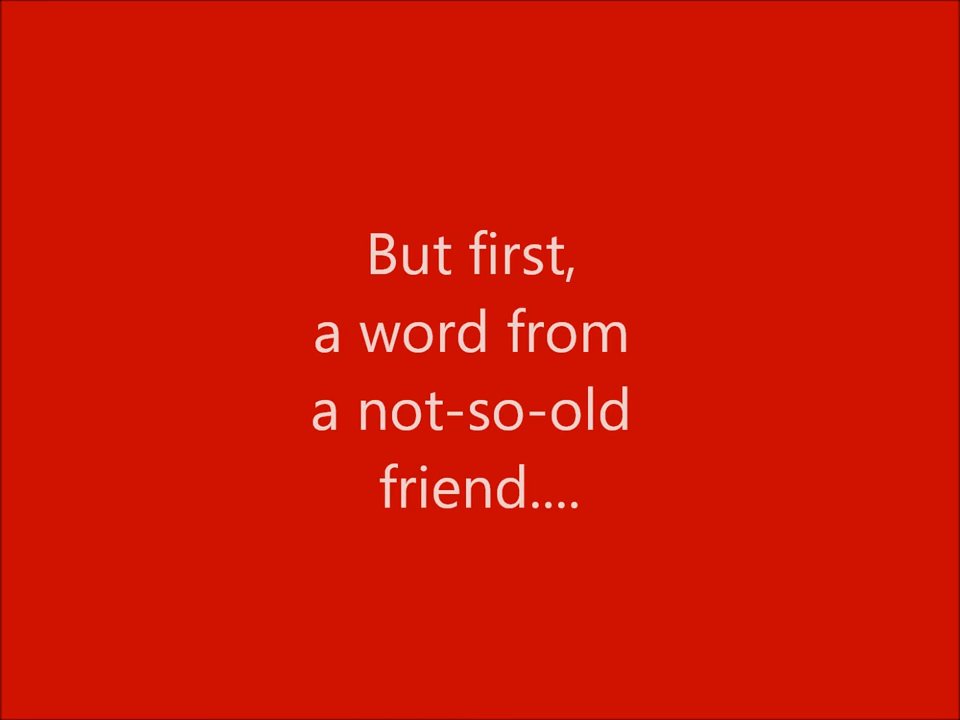 But first,
a word from
a not-so-old
friend....